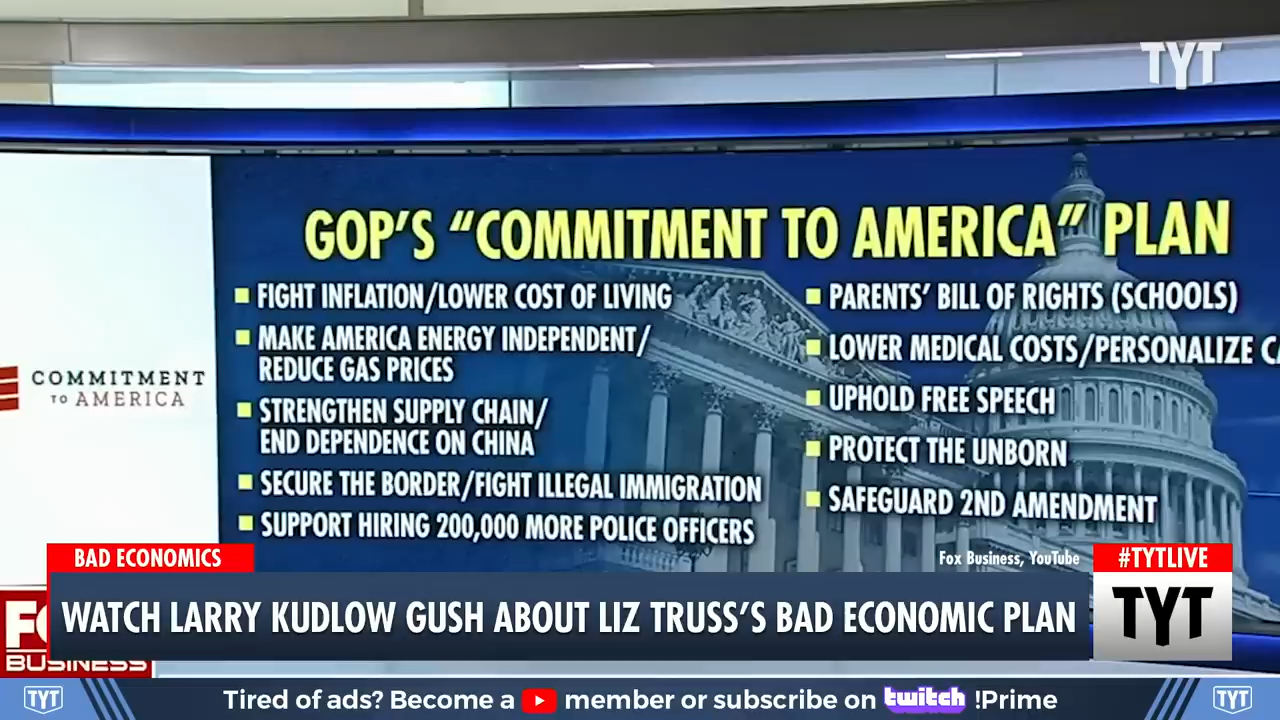 TYT
GOP'S "COMMITMENT TO AMERICA" PLAN
FIGHT INFLATION/LOWER COST OF LIVING
MAKE AMERICA ENERGY INDEPENDENT/
REDUCE GAS PRICES
STRENGTHEN SUPPLY CHAIN/
END DEPENDENCE ON CHINA
SECURE THE BORDER/FIGHT ILLEGAL IMMIGRATION
SUPPORT HIRING 200,000 MORE POLICE OFFICERS
PARENTS' BILL OF RIGHTS (SCHOOLS)
LOWER MEDICAL COSTS/PERSONALIZE
UPHOLD FREE SPEECH
PROTECT THE UNBORN
SAFEGUARD 2ND AMENDMENT
COMMITMENT
TO AMERICA
BAD ECONOMICS
Fox Business, YouTube
#TYTLIVE
WATCH LARRY KUDLOW GUSH ABOUT LIZ TRUSS'S BAD ECONOMIC PLAN
TYT
BUSINESS
TYT
Tired of ads? Become a member or subscribe on twitch !Prime
TYT